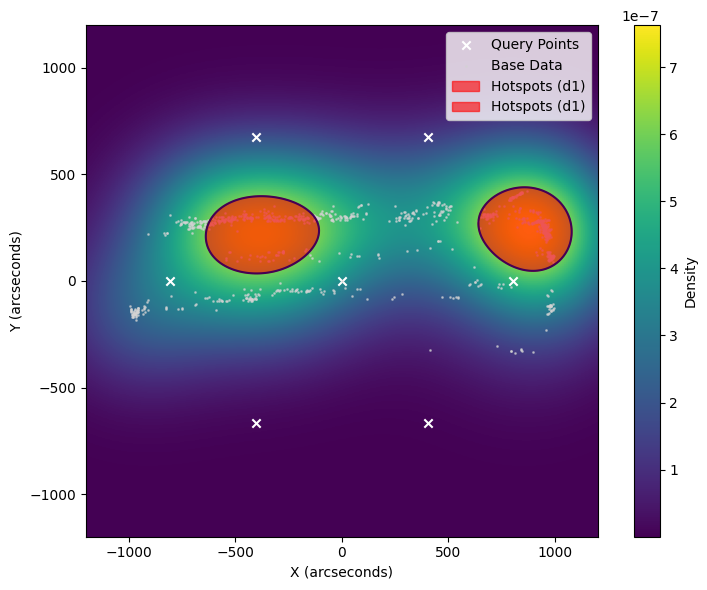 1e−7
Query Points
Base Data
Hotspots (d1)
Hotspots (d1)
1000
500
0
−500
−1000
Y (arcseconds)
−1000
−500
0
500
1000
X (arcseconds)
7
6
5
4
3
2
1
Density